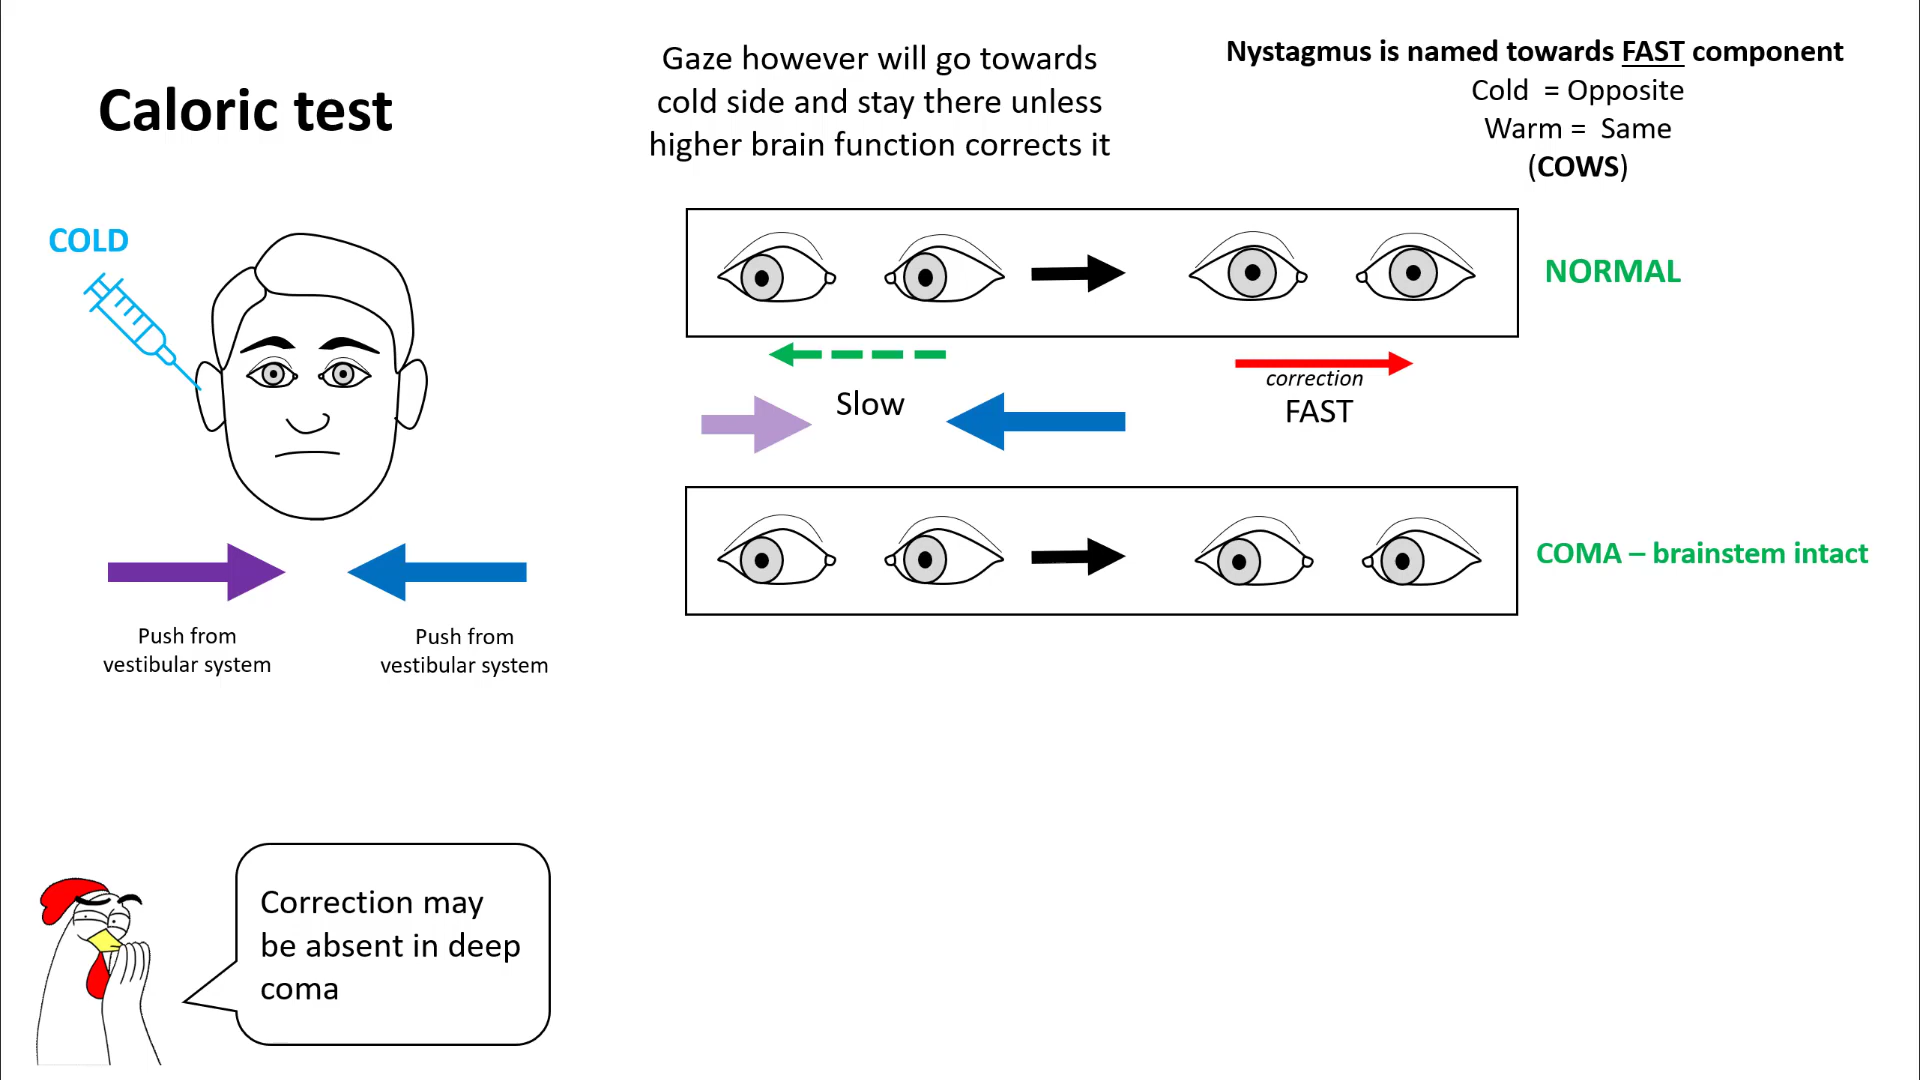 Caloric test
Gaze however will go towards
cold side and stay there unless
higher brain function corrects it
Nystagmus is named towards FAST component
Cold = Opposite
Warm = Same
(COWS)
COLD
NORMAL
Slow
correction
FAST
COMA – brainstem intact
Push from
vestibular system
Push from
vestibular system
Correction may
be absent in deep
coma